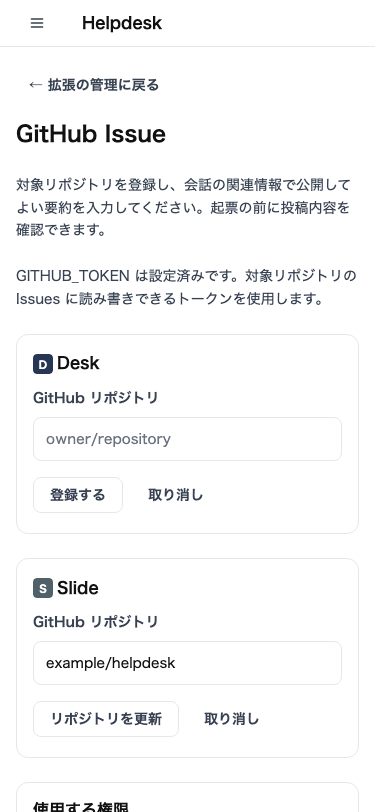 Helpdesk
← 拡張の管理に戻る
GitHub Issue
対象リポジトリを登録し、会話の関連情報で公開して
よい要約を入力してください。起票の前に投稿内容を
確認できます。
GITHUB_TOKEN は設定済みです。対象リポジトリの
Issues に読み書きできるトークンを使用します。
D Desk
GitHub リポジトリ
owner/repository
登録する 取り消し
S Slide
GitHub リポジトリ
example/helpdesk
リポジトリを更新 取り消し
使用する権限